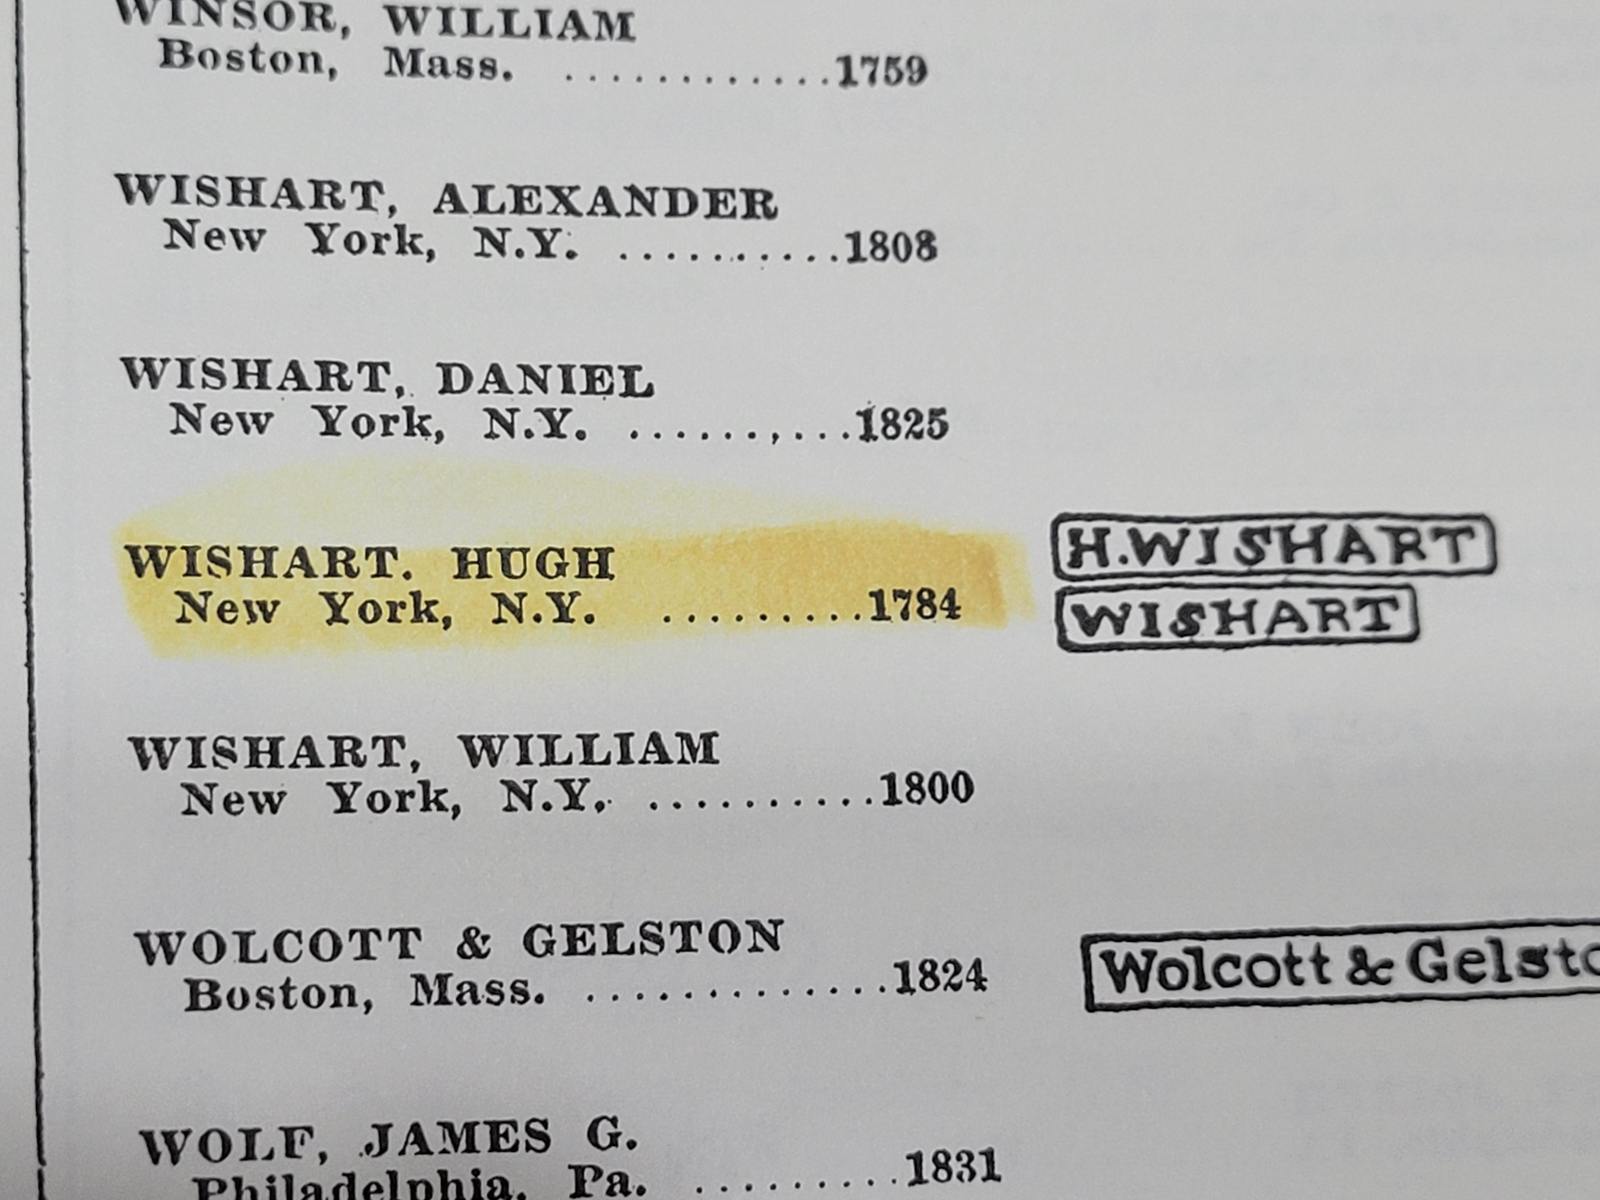 WINSOR, WILLIAM
Boston, Mass. ............1759
WISHART, ALEXANDER
New York, N.Y. ..........1808
WISHART, DANIEL
New York, N.Y. ......,...1825
WISHART. HUGH
New York, N.Y. .........1784
H.WISHART
WISHART
WISHART, WILLIAM
New York, N.Y. ..........1800
WOLCOTT & GELSTON
Boston, Mass. .............1824
Wolcott & Gelsto
WOLF, JAMES G.
Philadelphia, Pa. .........1831